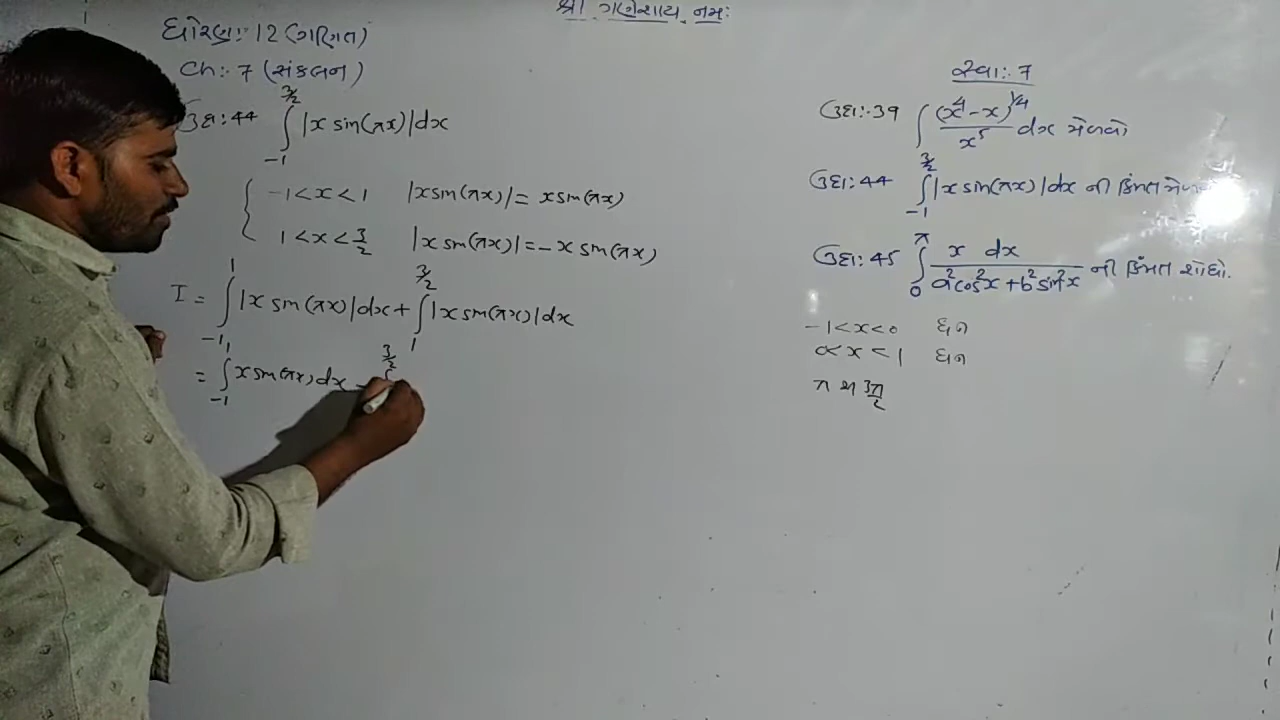 શ્રી ગણેશાય નમઃ
ધોરણઃ 12 (ગણિત)
Ch:- 7 (સંકલન)
ઉદા:44 ∫_{-1}^{3/2} |x sin(πx)|dx
{ -1<x<1 |x sin(πx)| = x sin(πx)
1<x<3/2 |x sin(πx)| = -x sin(πx)
I = ∫_{-1}^{1} |x sin(πx)|dx + ∫_{1}^{3/2} |x sin(πx)|dx
= ∫_{-1}^{1} x sin(πx) dx - ∫^{3/2}
સ્વા:- 7
ઉદા:-39 ∫ (x⁴-x)^{1/4}/x⁵ dx મેળવો
ઉદા:44 ∫_{-1}^{3/2} |x sin(πx)|dx ની કિંમત
ઉદા:45 ∫_{0}^{π} x dx/(a²cos²x + b²sin²x) ની કિંમત શોધો.
-1<x<0 ધન
0<x<1 ધન
π થી 3π/2